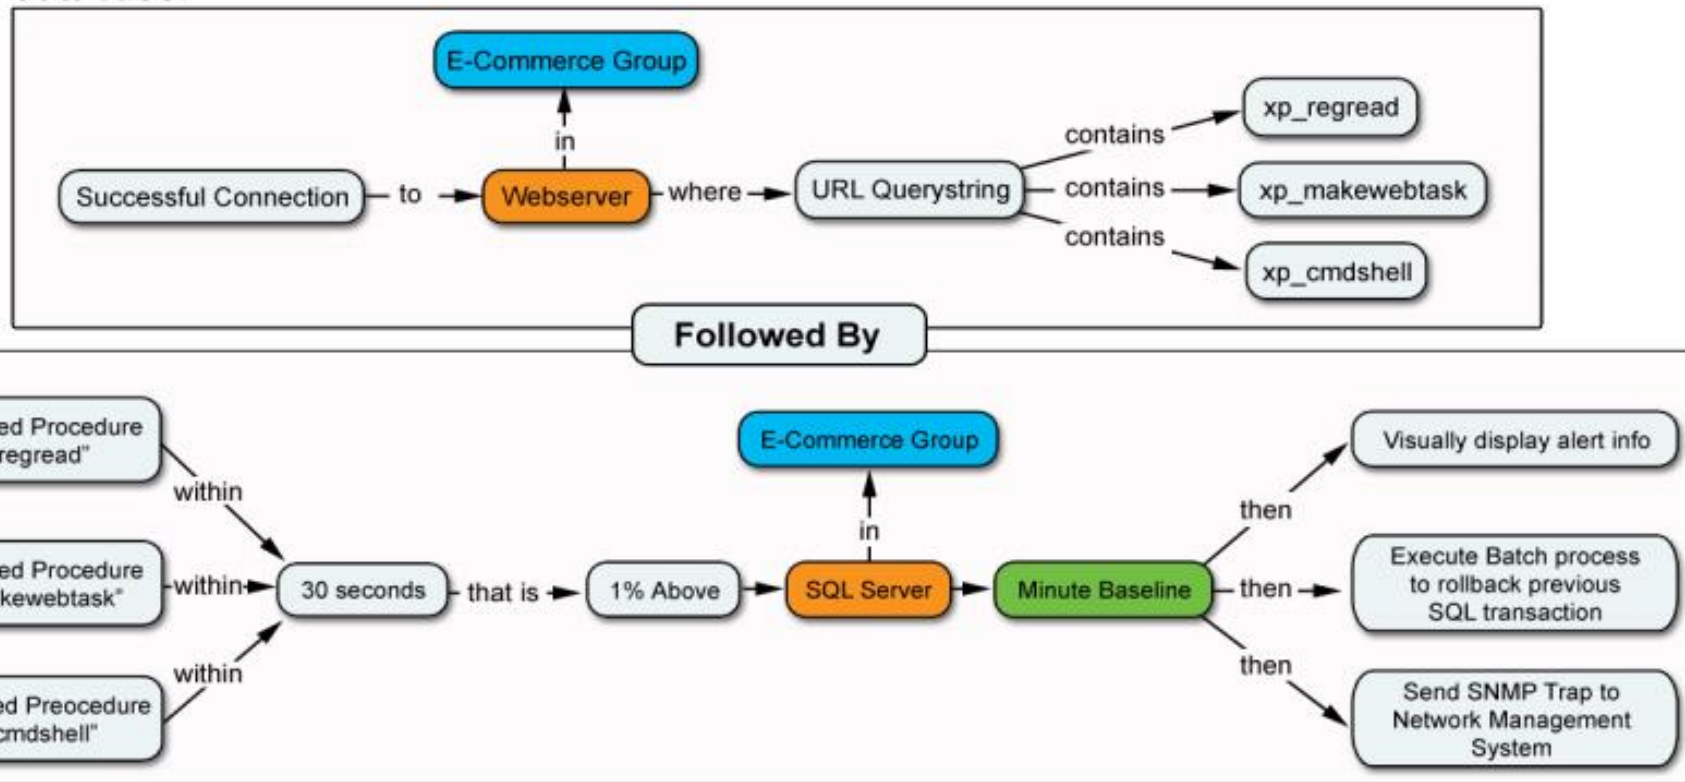 E-Commerce Group
in
Successful Connection
to
Webserver
where
URL Querystring
contains
xp_regread
contains
xp_makewebtask
contains
xp_cmdshell
Followed By
ed Procedure
regread"
within
ed Procedure
kewebtask"
within
ed Preocedure
cmdshell"
within
30 seconds
that is
1% Above
E-Commerce Group
in
SQL Server
Minute Baseline
then
Visually display alert info
then
Execute Batch process
to rollback previous
SQL transaction
then
Send SNMP Trap to
Network Management
System